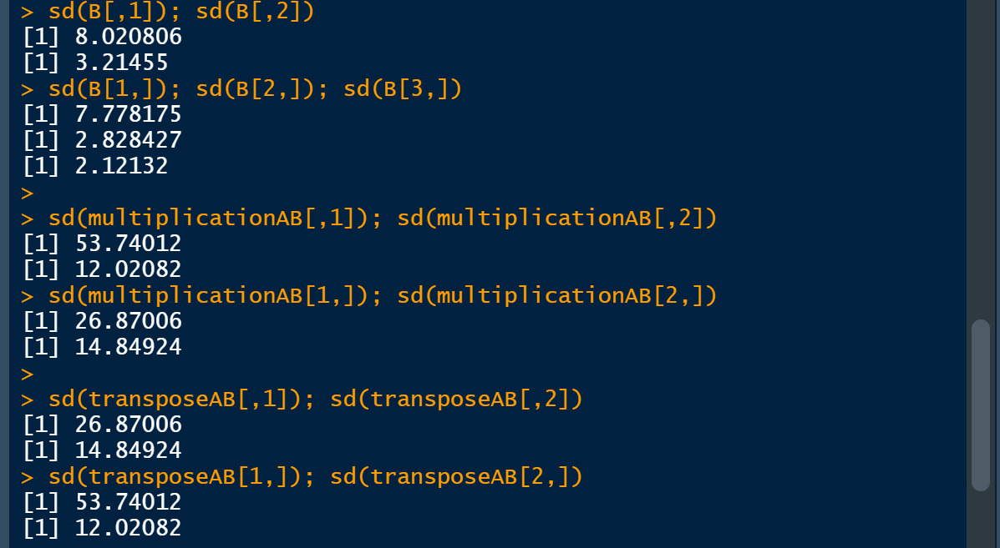 > sd(B[,1]); sd(B[,2])
[1] 8.020806
[1] 3.21455
> sd(B[1,]); sd(B[2,]); sd(B[3,])
[1] 7.778175
[1] 2.828427
[1] 2.12132
>
> sd(multiplicationAB[,1]); sd(multiplicationAB[,2])
[1] 53.74012
[1] 12.02082
> sd(multiplicationAB[1,]); sd(multiplicationAB[2,])
[1] 26.87006
[1] 14.84924
>
> sd(transposeAB[,1]); sd(transposeAB[,2])
[1] 26.87006
[1] 14.84924
> sd(transposeAB[1,]); sd(transposeAB[2,])
[1] 53.74012
[1] 12.02082